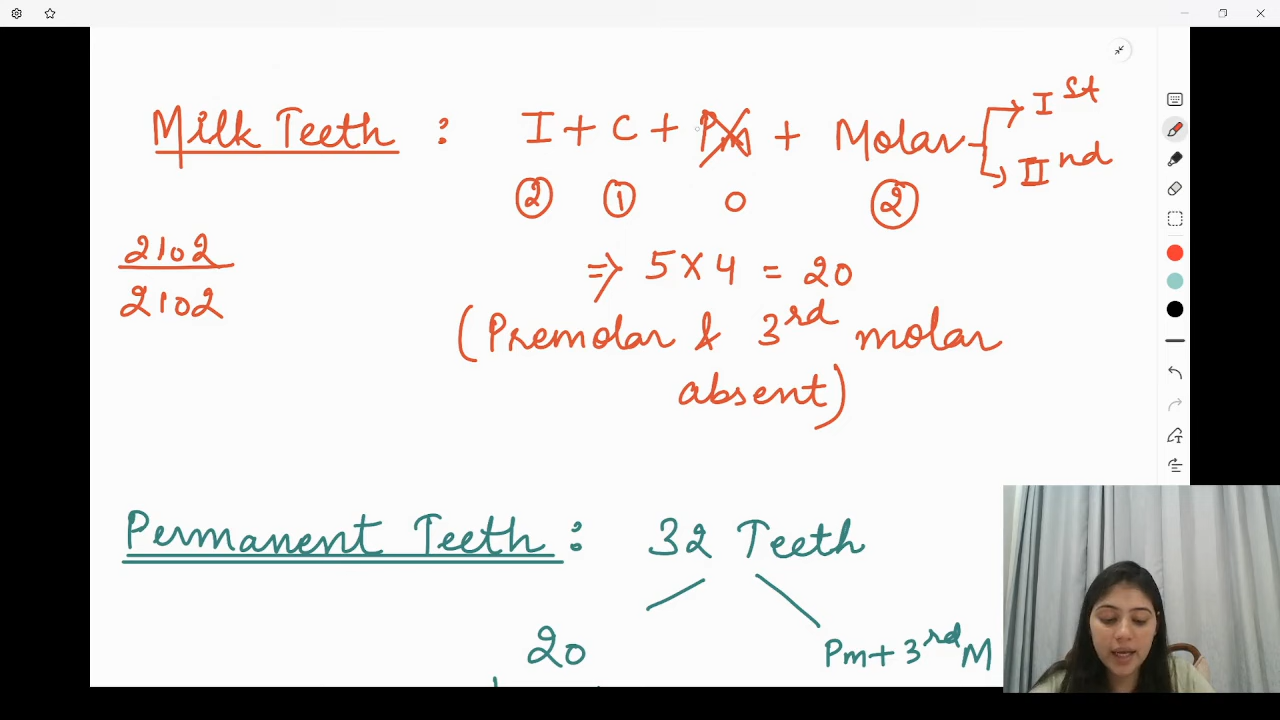 Milk Teeth : I + C + Pm + Molar → Ist
→ IInd
② ① 0 ②
2102
2102
⇒ 5 × 4 = 20
(Premolar & 3rd molar
absent)
Permanent Teeth : 32 Teeth
20 Pm + 3rd M